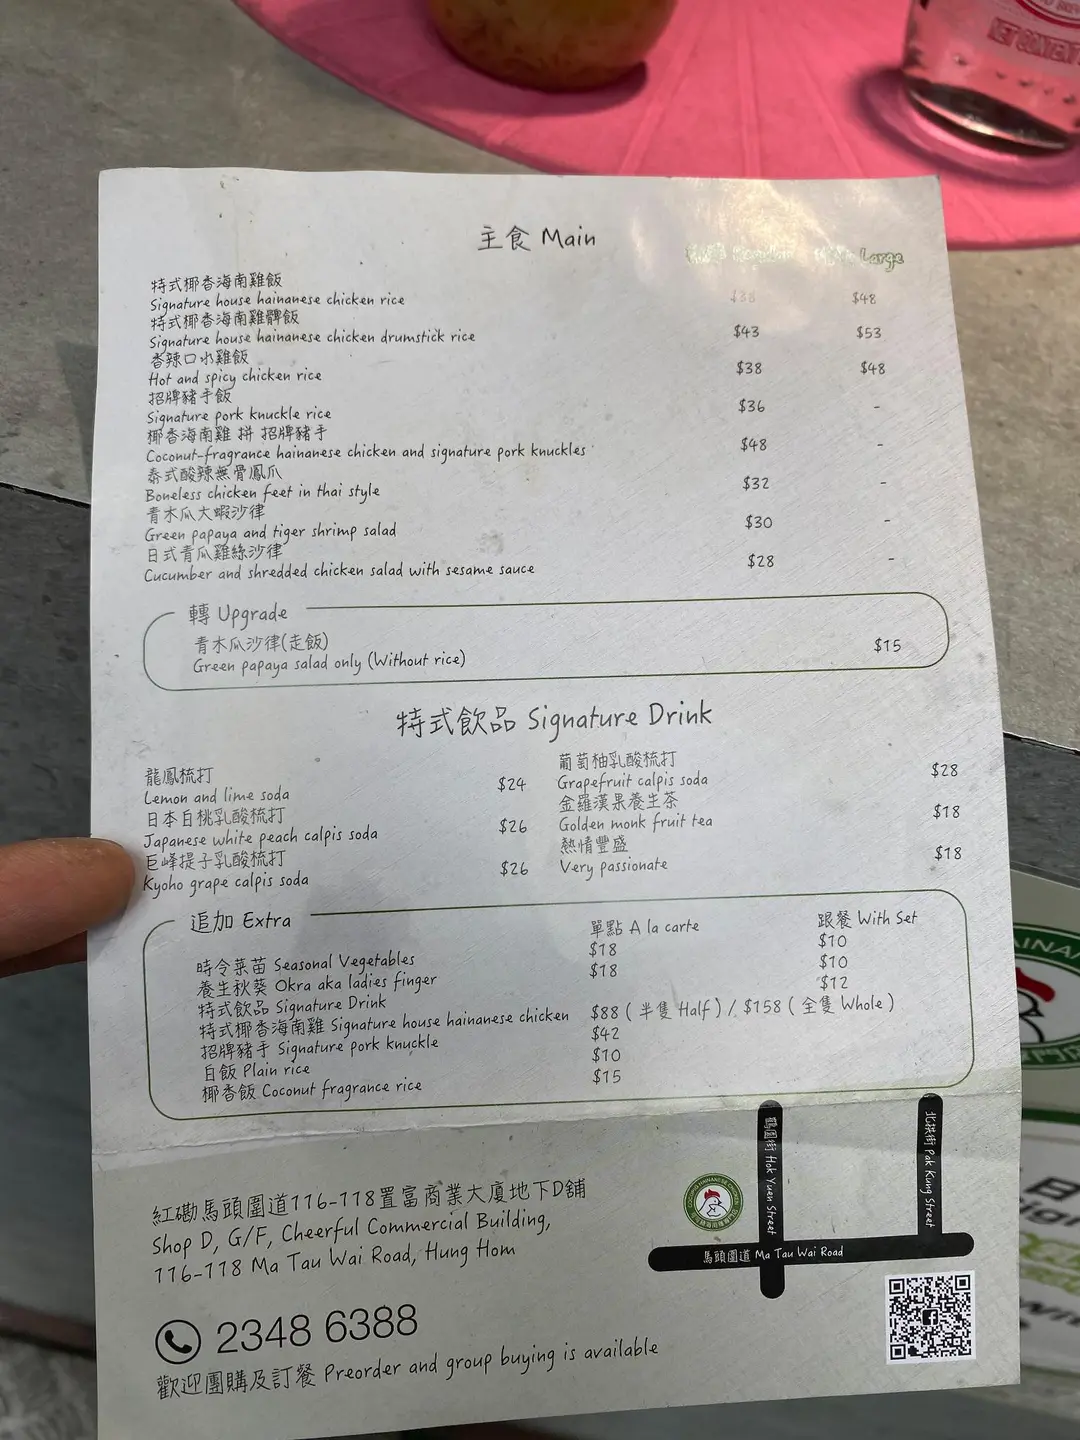 主食 Main
Large
特式椰香海南雞飯
Signature house hainanese chicken rice $38 $48
特式椰香海南雞髀飯
Signature house hainanese chicken drumstick rice $43 $53
香辣口水雞飯
Hot and spicy chicken rice $38 $48
招牌豬手飯
Signature pork knuckle rice $36 -
椰香海南雞 拼 招牌豬手
Coconut-fragrance hainanese chicken and signature pork knuckles $48 -
泰式酸辣無骨鳳爪
Boneless chicken feet in thai style $32 -
青木瓜大蝦沙律
Green papaya and tiger shrimp salad $30 -
日式青瓜雞絲沙律
Cucumber and shredded chicken salad with sesame sauce $28 -
轉 Upgrade
青木瓜沙律(走飯)
Green papaya salad only (Without rice) $15
特式飲品 Signature Drink
龍鳳梳打
Lemon and lime soda $24
日本白桃乳酸梳打
Japanese white peach calpis soda $26
巨峰提子乳酸梳打
Kyoho grape calpis soda $26
葡萄柚乳酸梳打
Grapefruit calpis soda $28
金羅漢果養生茶
Golden monk fruit tea $18
熱情豐盛
Very passionate $18
追加 Extra 單點 A la carte 跟餐 With Set
時令菜苗 Seasonal Vegetables $18 $10
養生秋葵 Okra aka ladies finger $18 $10
特式飲品 Signature Drink $12
特式椰香海南雞 Signature house hainanese chicken $88 ( 半隻 Half ) / $158 ( 全隻 Whole )
招牌豬手 Signature pork knuckle $42
白飯 Plain rice $10
椰香飯 Coconut fragrance rice $15
紅磡馬頭圍道116-118置富商業大廈地下D舖
Shop D, G/F, Cheerful Commercial Building,
116-118 Ma Tau Wai Road, Hung Hom
2348 6388
歡迎團購及訂餐 Preorder and group buying is available
鶴園街 Hok Yuen Street
北拱街 Pak Kung Street
馬頭圍道 Ma Tau Wai Road